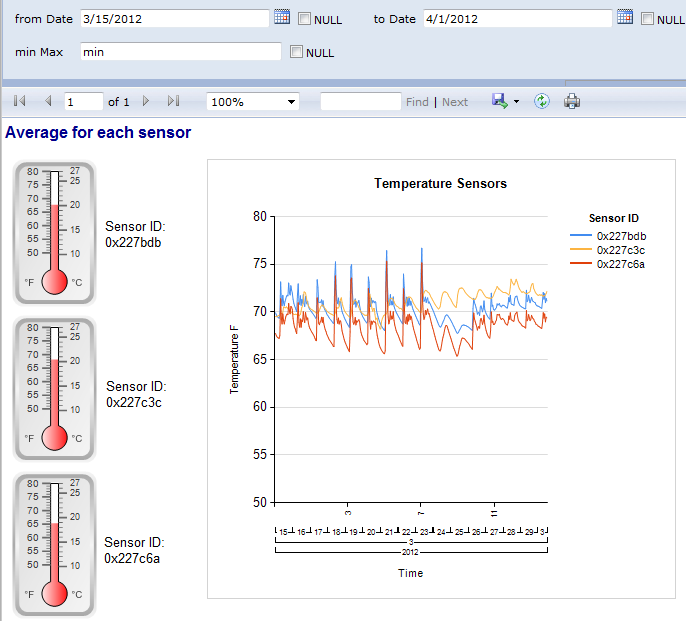 from Date 3/15/2012 NULL to Date 4/1/2012 NULL
min Max min NULL
1 of 1 100% Find | Next
Average for each sensor
80 27
75 25
70 20
65
60 15
55
50 10
°F °C
Sensor ID:
0x227bdb
80 27
75 25
70 20
65
60 15
55
50 10
°F °C
Sensor ID:
0x227c3c
80 27
75 25
70 20
65
60 15
55
50 10
°F °C
Sensor ID:
0x227c6a
Temperature Sensors
Temperature F
80
75
70
65
60
55
50
3 7 11
15 16 17 18 19 20 21 22 23 24 25 26 27 28 29 3
3
2012
Time
Sensor ID
0x227bdb
0x227c3c
0x227c6a